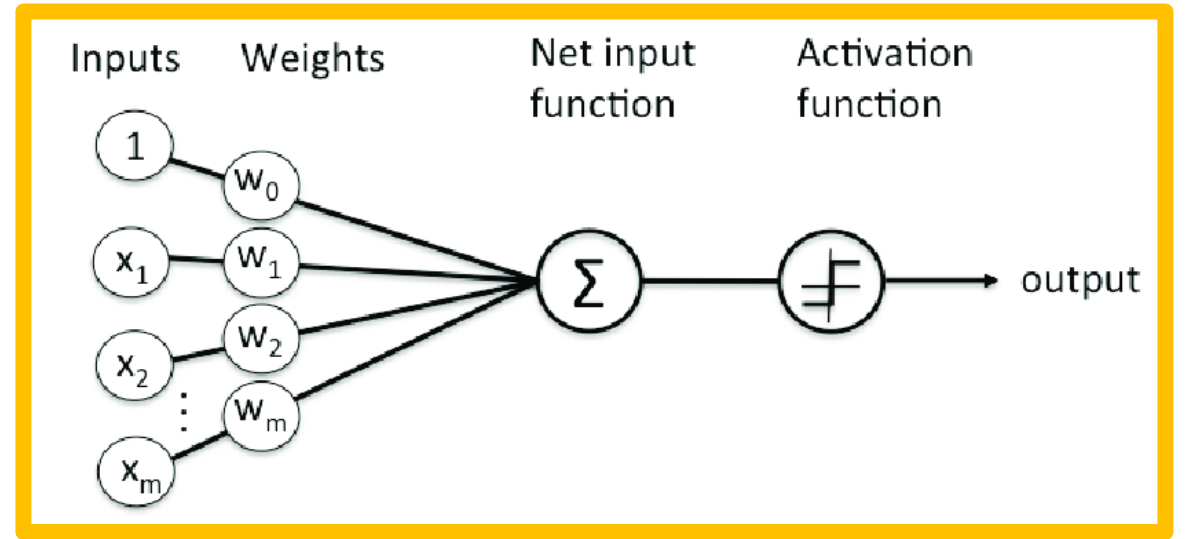 Inputs Weights Net input function Activation function
1
w₀
x₁
w₁
x₂
w₂
⋮
wₘ
xₘ
Σ
output